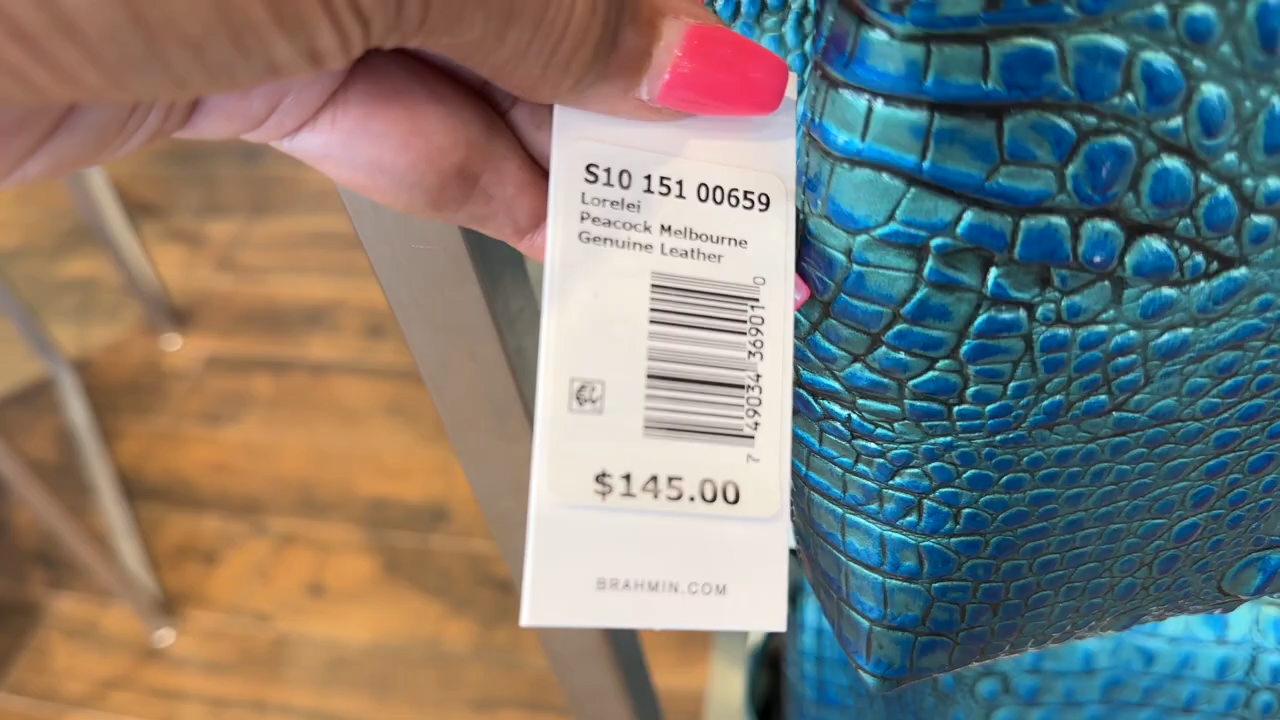 S10 151 00659
Lorelei
Peacock Melbourne
Genuine Leather
7 49034 36901 0
$145.00
BRAHMIN.COM